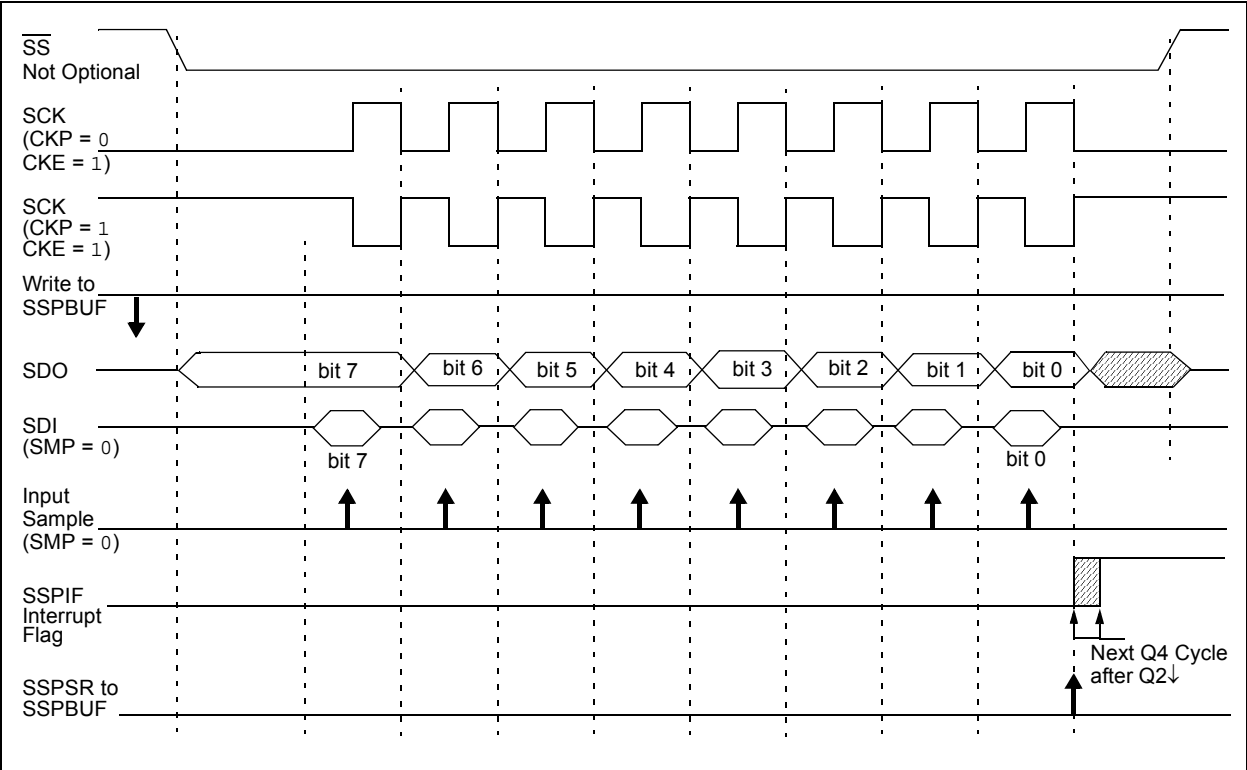 SS
Not Optional
SCK
(CKP = 0
CKE = 1)
SCK
(CKP = 1
CKE = 1)
Write to
SSPBUF
SDO
bit 7 bit 6 bit 5 bit 4 bit 3 bit 2 bit 1 bit 0
SDI
(SMP = 0)
bit 7 bit 0
Input
Sample
(SMP = 0)
SSPIF
Interrupt
Flag
Next Q4 Cycle
after Q2↓
SSPSR to
SSPBUF